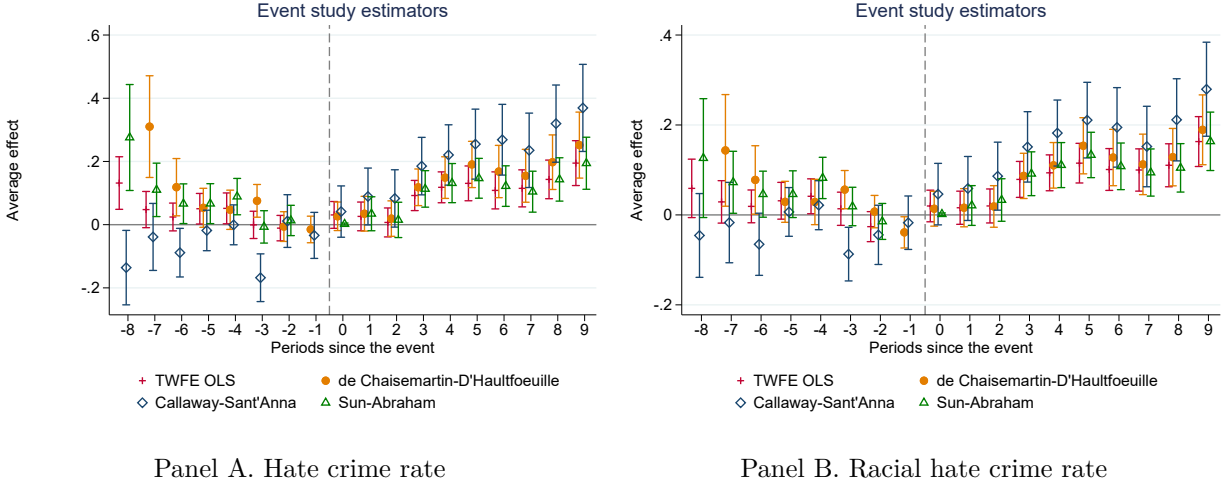 Event study estimators
.6
.4
.2
0
-.2
Average effect
-8 -7 -6 -5 -4 -3 -2 -1 0 1 2 3 4 5 6 7 8 9
Periods since the event
TWFE OLS
de Chaisemartin-D'Haultfoeuille
Callaway-Sant'Anna
Sun-Abraham
Panel A. Hate crime rate
Event study estimators
.4
.2
0
-.2
Average effect
-8 -7 -6 -5 -4 -3 -2 -1 0 1 2 3 4 5 6 7 8 9
Periods since the event
TWFE OLS
de Chaisemartin-D'Haultfoeuille
Callaway-Sant'Anna
Sun-Abraham
Panel B. Racial hate crime rate